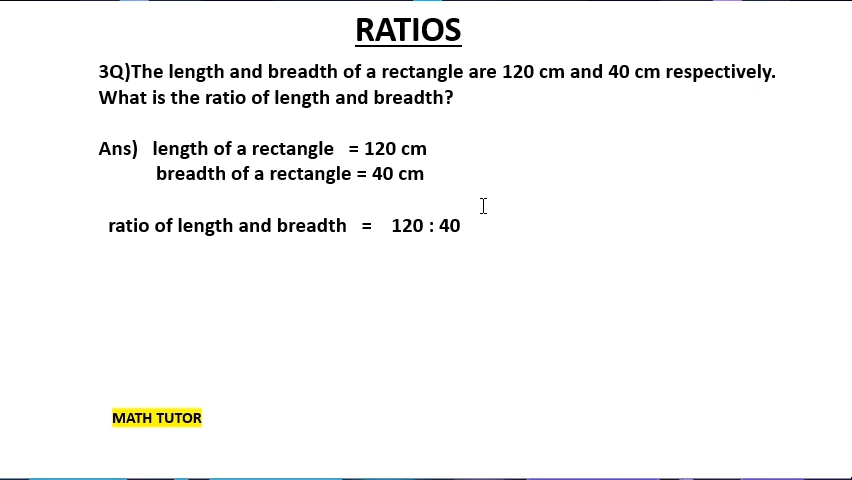 RATIOS
3Q)The length and breadth of a rectangle are 120 cm and 40 cm respectively.
What is the ratio of length and breadth?
Ans) length of a rectangle = 120 cm
breadth of a rectangle = 40 cm
ratio of length and breadth = 120 : 40
MATH TUTOR